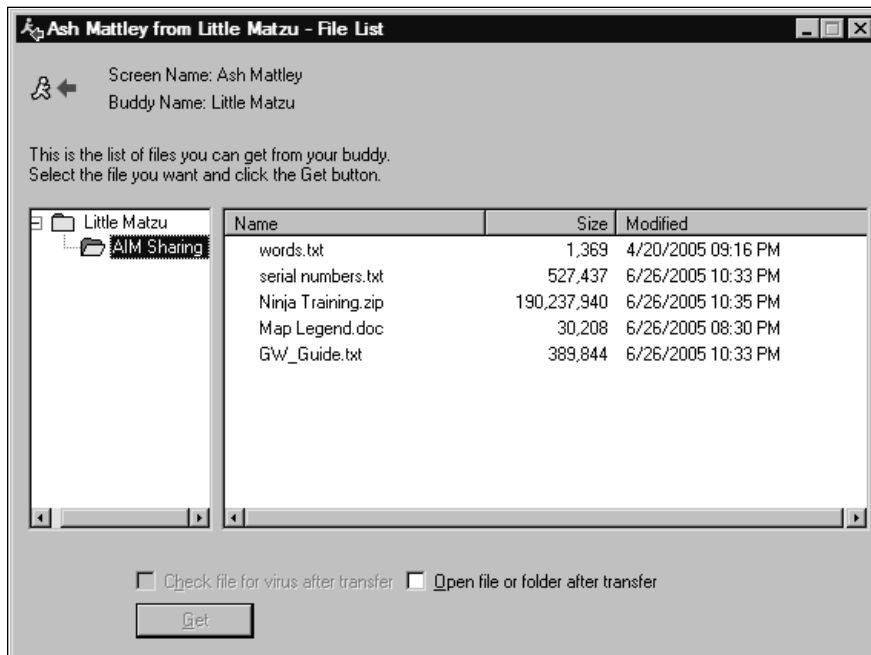 Ash Mattley from Little Matzu - File List
Screen Name: Ash Mattley
Buddy Name: Little Matzu
This is the list of files you can get from your buddy.
Select the file you want and click the Get button.
Little Matzu
AIM Sharing
Name Size Modified
words.txt 1,369 4/20/2005 09:16 PM
serial numbers.txt 527,437 6/26/2005 10:33 PM
Ninja Training.zip 190,237,940 6/26/2005 10:35 PM
Map Legend.doc 30,208 6/26/2005 08:30 PM
GW_Guide.txt 389,844 6/26/2005 10:33 PM
Check file for virus after transfer Open file or folder after transfer
Get